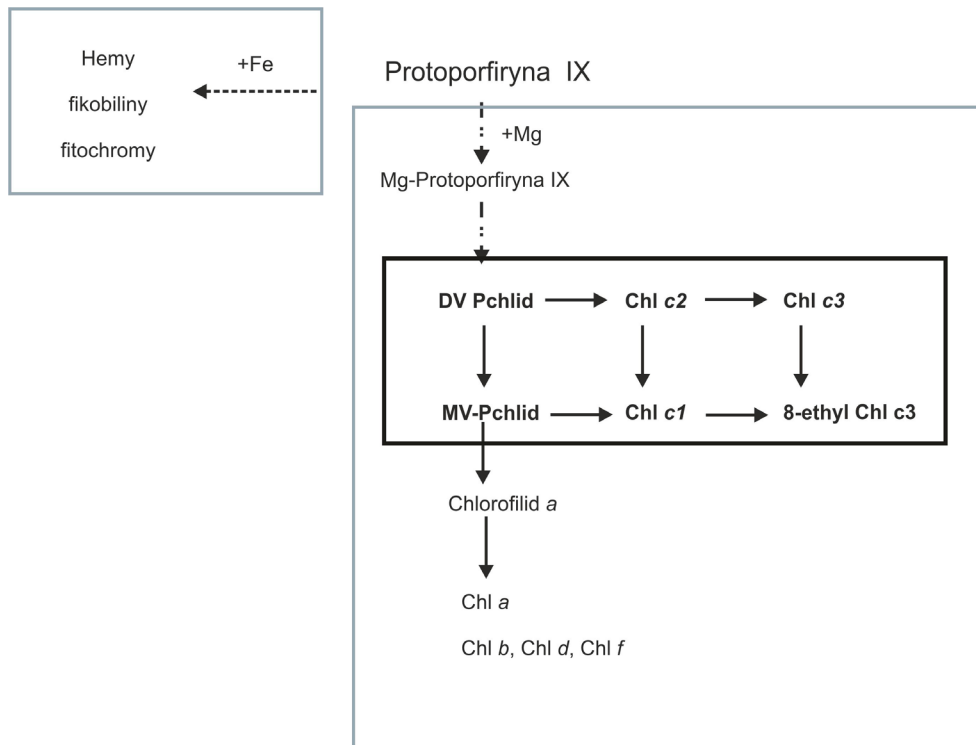 Hemy
+Fe
fikobiliny
fitochromy
Protoporfiryna IX
+Mg
Mg-Protoporfiryna IX
DV Pchlid Chl c2 Chl c3
MV-Pchlid Chl c1 8-ethyl Chl c3
Chlorofilid a
Chl a
Chl b, Chl d, Chl f